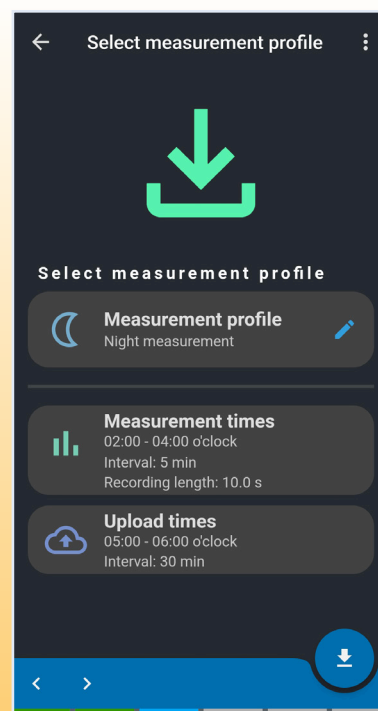 Select measurement profile
Select measurement profile
Measurement profile
Night measurement
Measurement times
02:00 - 04:00 o'clock
Interval: 5 min
Recording length: 10.0 s
Upload times
05:00 - 06:00 o'clock
Interval: 30 min